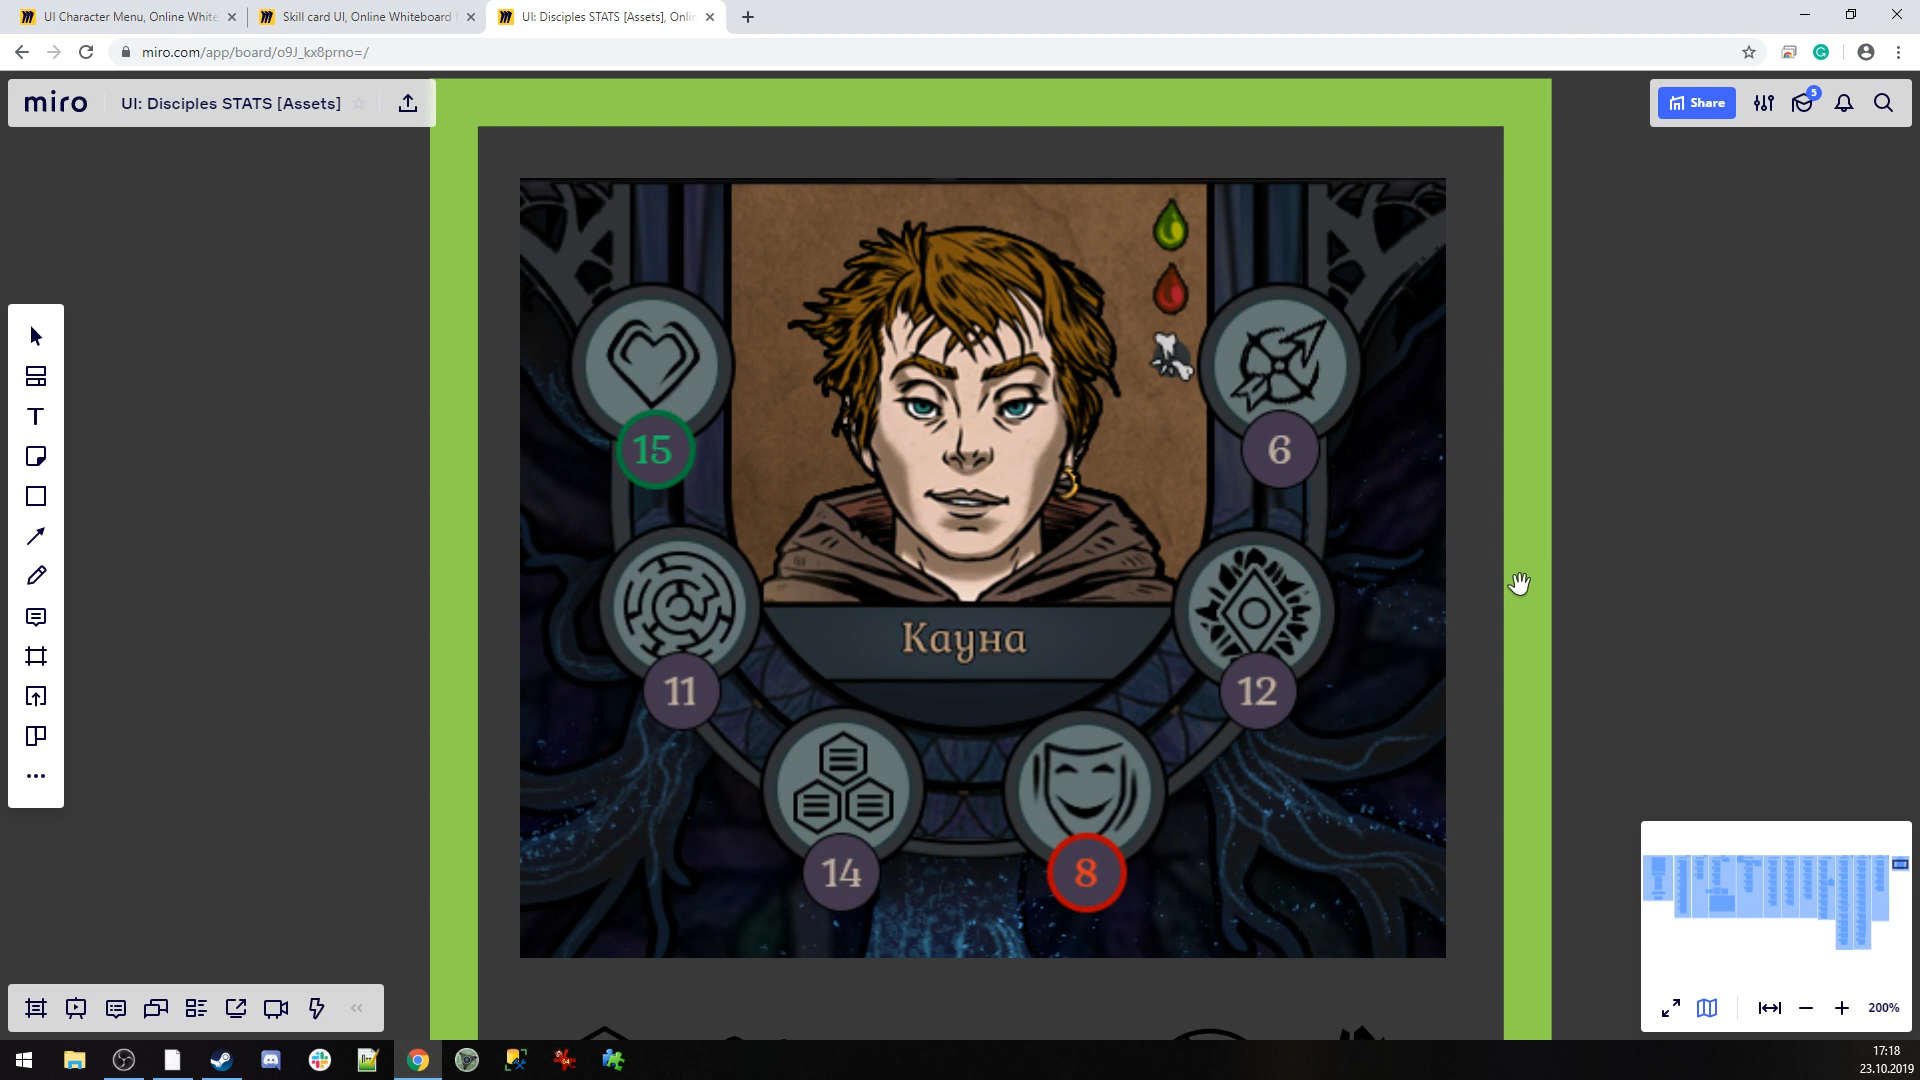 UI Character Menu, Online White
Skill card UI, Online Whiteboard
UI: Disciples STATS [Assets], Onli
miro.com/app/board/o9J_kx8prno=/
miro
UI: Disciples STATS [Assets]
Share
5
15
6
Кауна
11
12
14
8
200%
17:18
23.10.2019